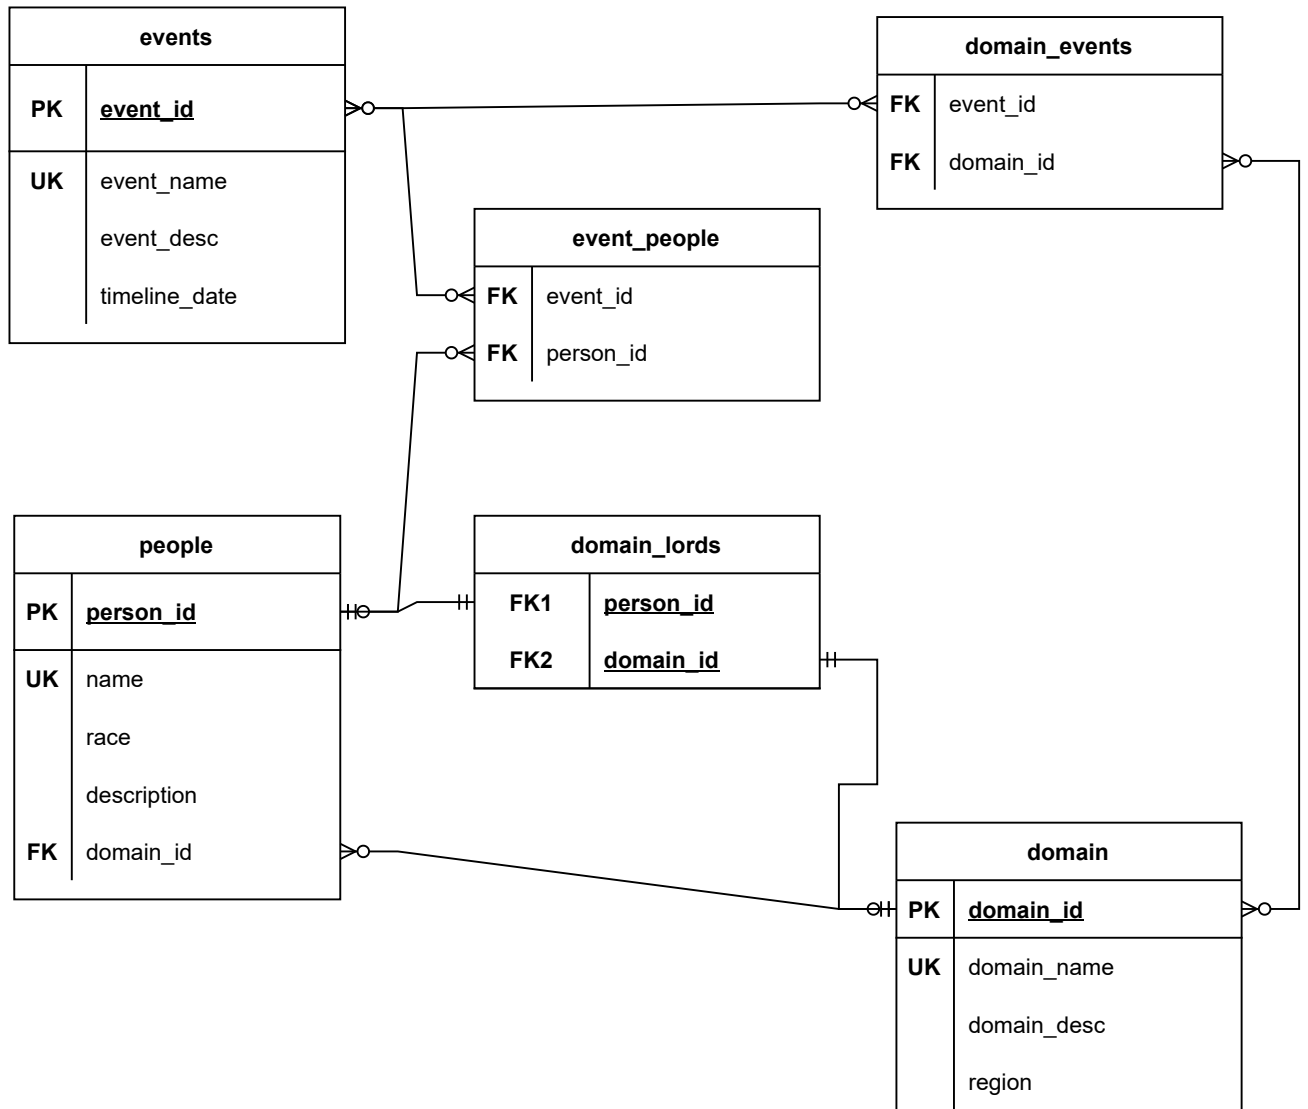 events
PK event_id
UK event_name
event_desc
timeline_date
domain_events
FK event_id
FK domain_id
event_people
FK event_id
FK person_id
people
PK person_id
UK name
race
description
FK domain_id
domain_lords
FK1 person_id
FK2 domain_id
domain
PK domain_id
UK domain_name
domain_desc
region